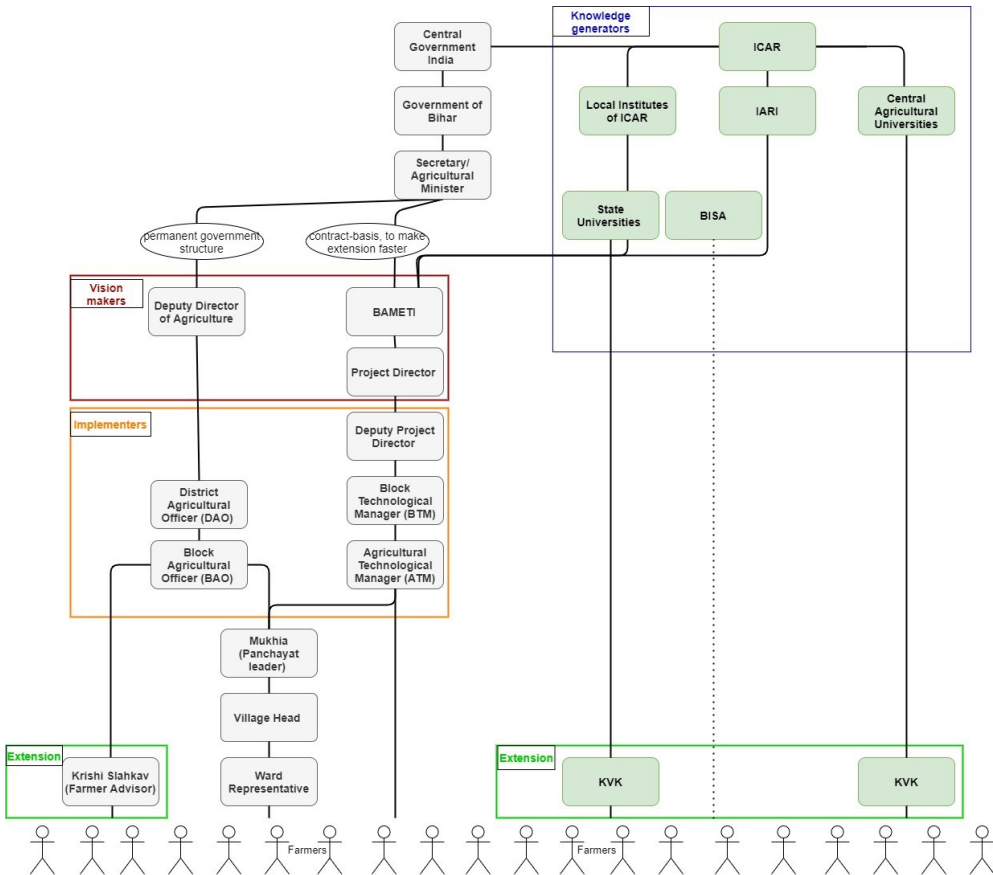 Knowledge
generators
Central
Government
India
ICAR
Government of
Bihar
Local Institutes
of ICAR
IARI
Central
Agricultural
Universities
Secretary/
Agricultural
Minister
State
Universities
BISA
permanent government
structure
contract-basis, to make
extension faster
Vision
makers
Deputy Director
of Agriculture
BAMETI
Project Director
Implementers
Deputy Project
Director
District
Agricultural
Officer (DAO)
Block
Technological
Manager (BTM)
Block
Agricultural
Officer (BAO)
Agricultural
Technological
Manager (ATM)
Mukhia
(Panchayat
leader)
Village Head
Extension
Krishi Slahkav
(Farmer Advisor)
Ward
Representative
Extension
KVK
KVK
Farmers
Farmers